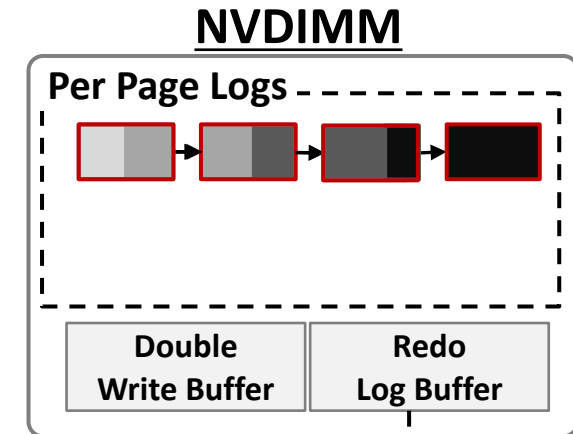 NVDIMM
Per Page Logs
Double
Write Buffer
Redo
Log Buffer